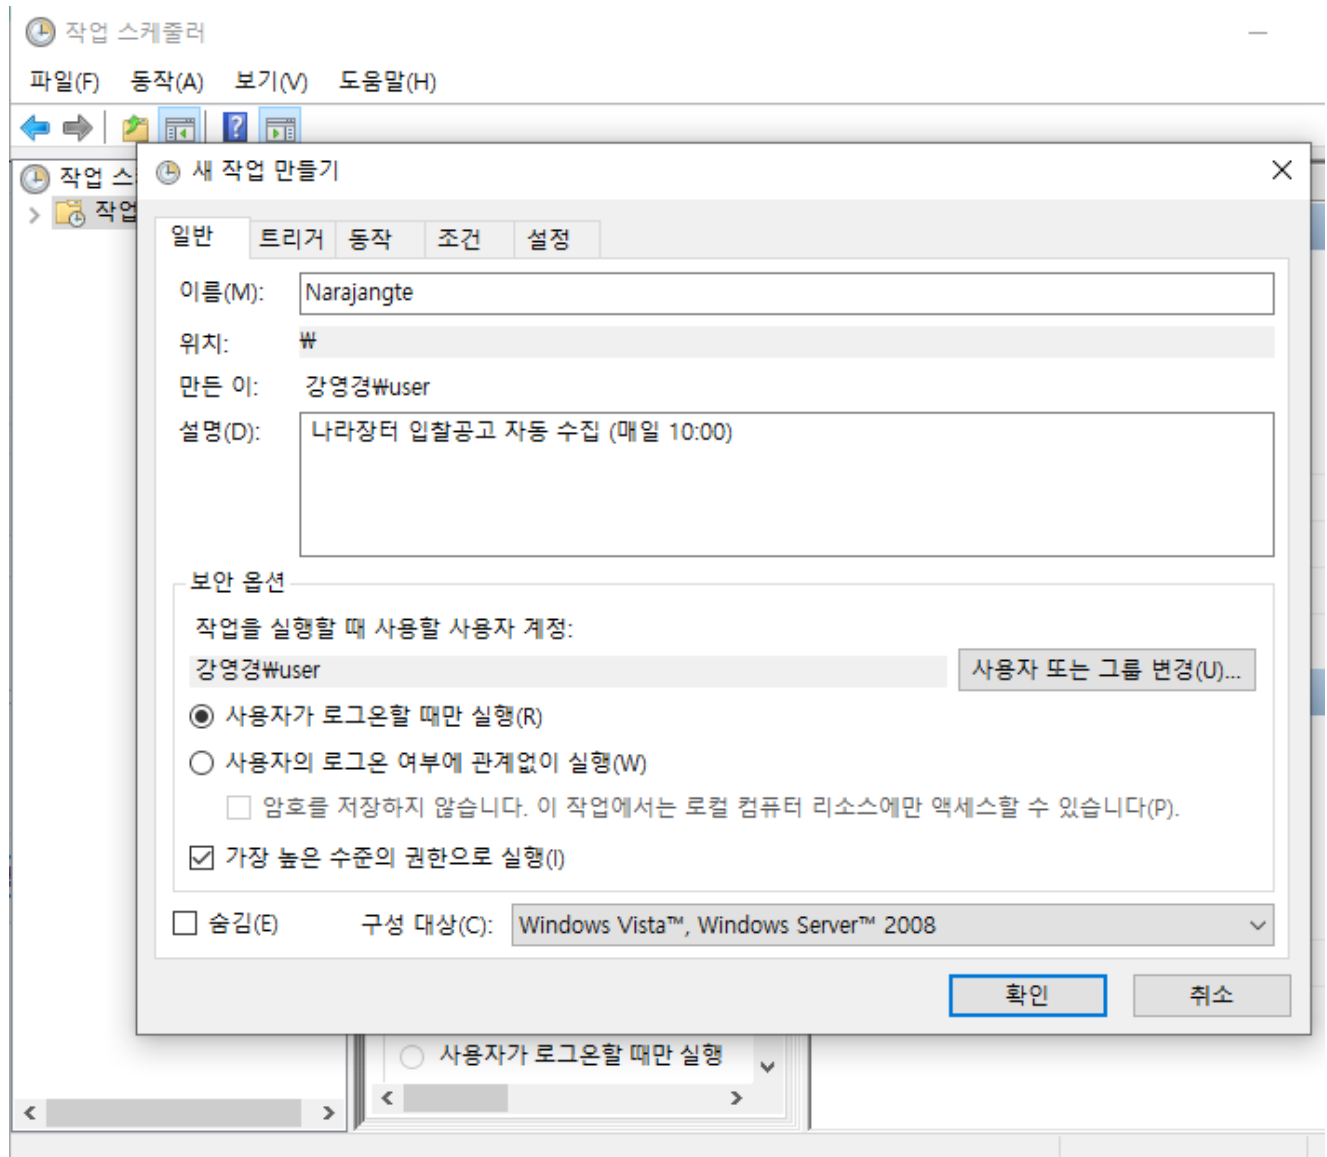 작업 스케줄러
파일(F) 동작(A) 보기(V) 도움말(H)
작업 스
작업
새 작업 만들기
일반 트리거 동작 조건 설정
이름(M): Narajangte
위치: ₩
만든 이: 강영경₩user
설명(D): 나라장터 입찰공고 자동 수집 (매일 10:00)
보안 옵션
작업을 실행할 때 사용할 사용자 계정:
강영경₩user 사용자 또는 그룹 변경(U)...
사용자가 로그온할 때만 실행(R)
사용자의 로그온 여부에 관계없이 실행(W)
암호를 저장하지 않습니다. 이 작업에서는 로컬 컴퓨터 리소스에만 액세스할 수 있습니다(P).
가장 높은 수준의 권한으로 실행(I)
숨김(E) 구성 대상(C): Windows Vista™, Windows Server™ 2008
확인 취소
사용자가 로그온할 때만 실행